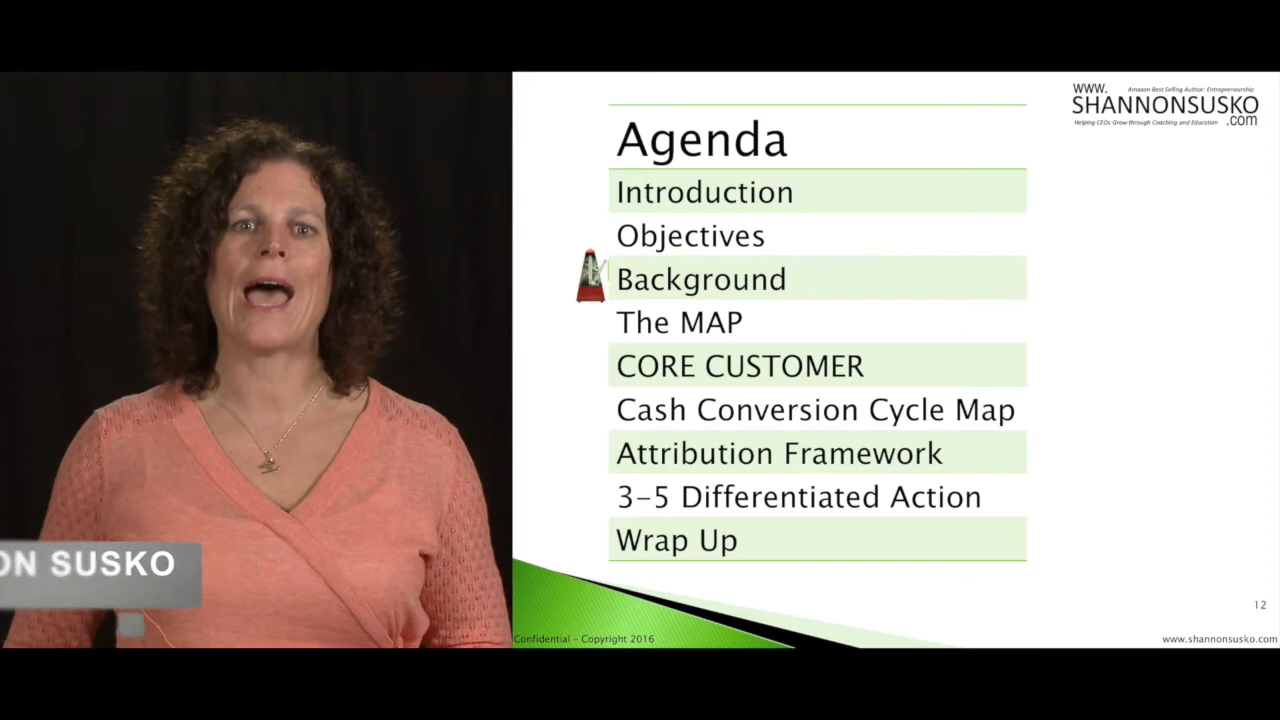 WWW.
Amazon Best Selling Author: Entrepreneurship
SHANNONSUSKO
Helping CEOs Grow through Coaching and Education
.com
Agenda
Introduction
Objectives
Background
The MAP
CORE CUSTOMER
Cash Conversion Cycle Map
Attribution Framework
3-5 Differentiated Action
Wrap Up
ON SUSKO
12
Confidential - Copyright 2016
www.shannonsusko.com